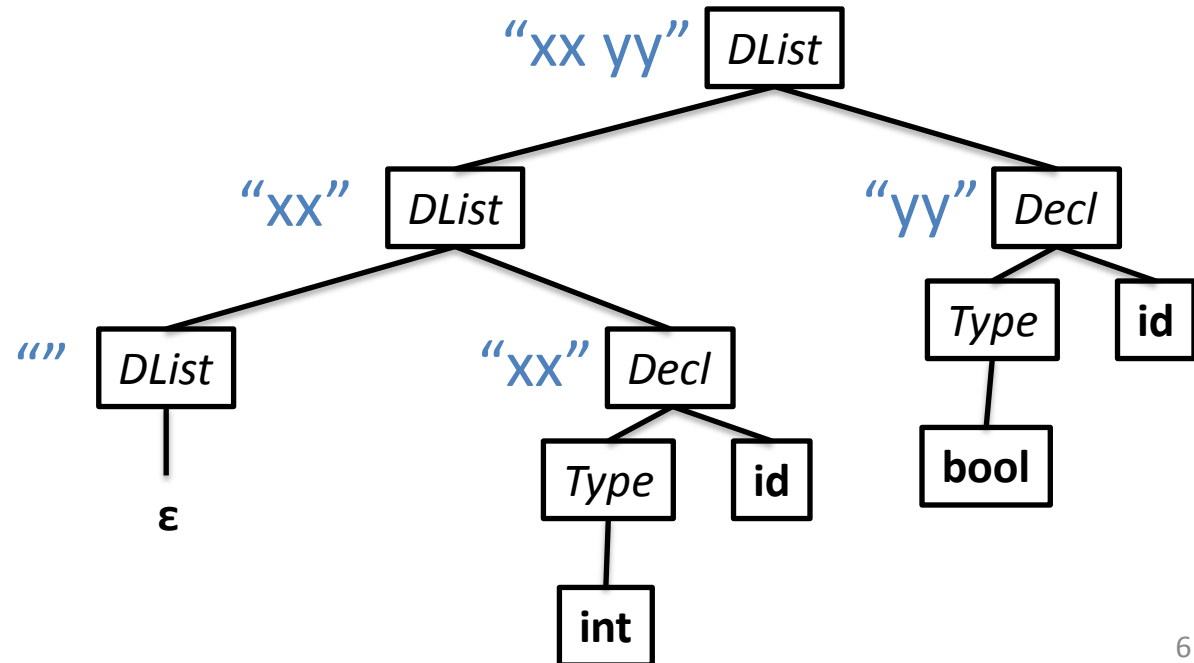 “xx yy” DList
“xx” DList “yy” Decl
Type id
“” DList “xx” Decl
bool
Type id
ε
int
6